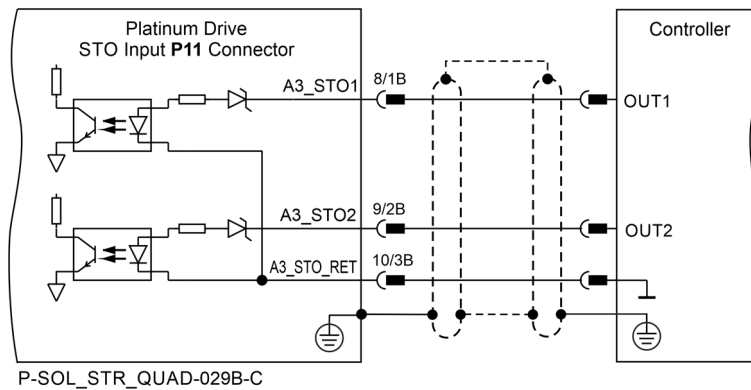 Platinum Drive
STO Input P11 Connector
Controller
A3_STO1
8/1B
OUT1
A3_STO2
9/2B
OUT2
A3_STO_RET
10/3B
P-SOL_STR_QUAD-029B-C